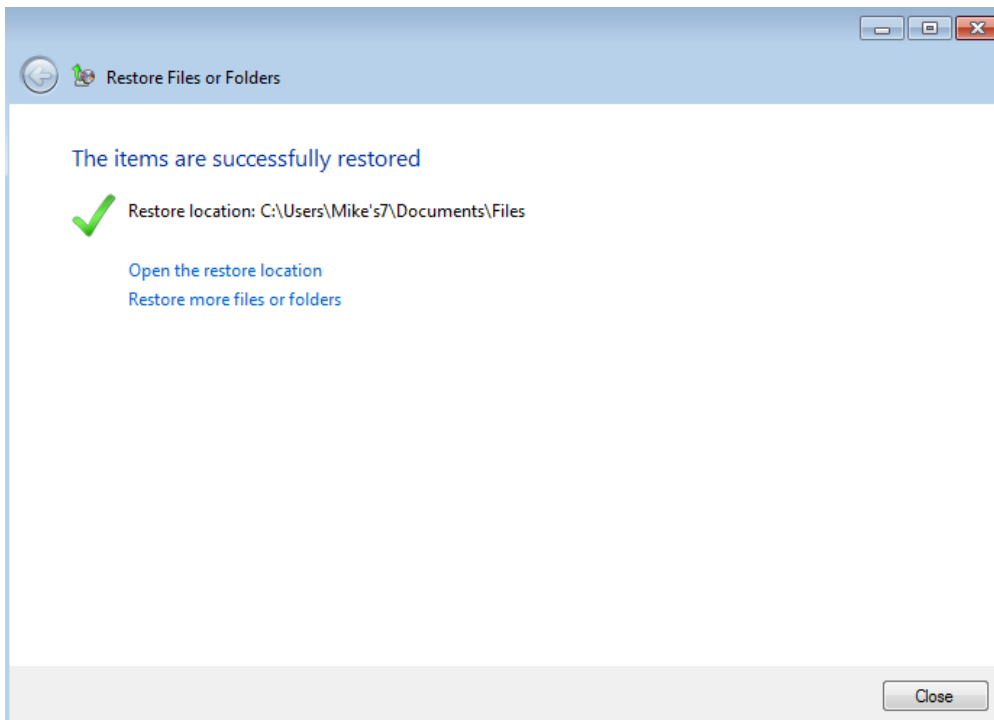 Restore Files or Folders
The items are successfully restored
Restore location: C:\Users\Mike's7\Documents\Files
Open the restore location
Restore more files or folders
Close